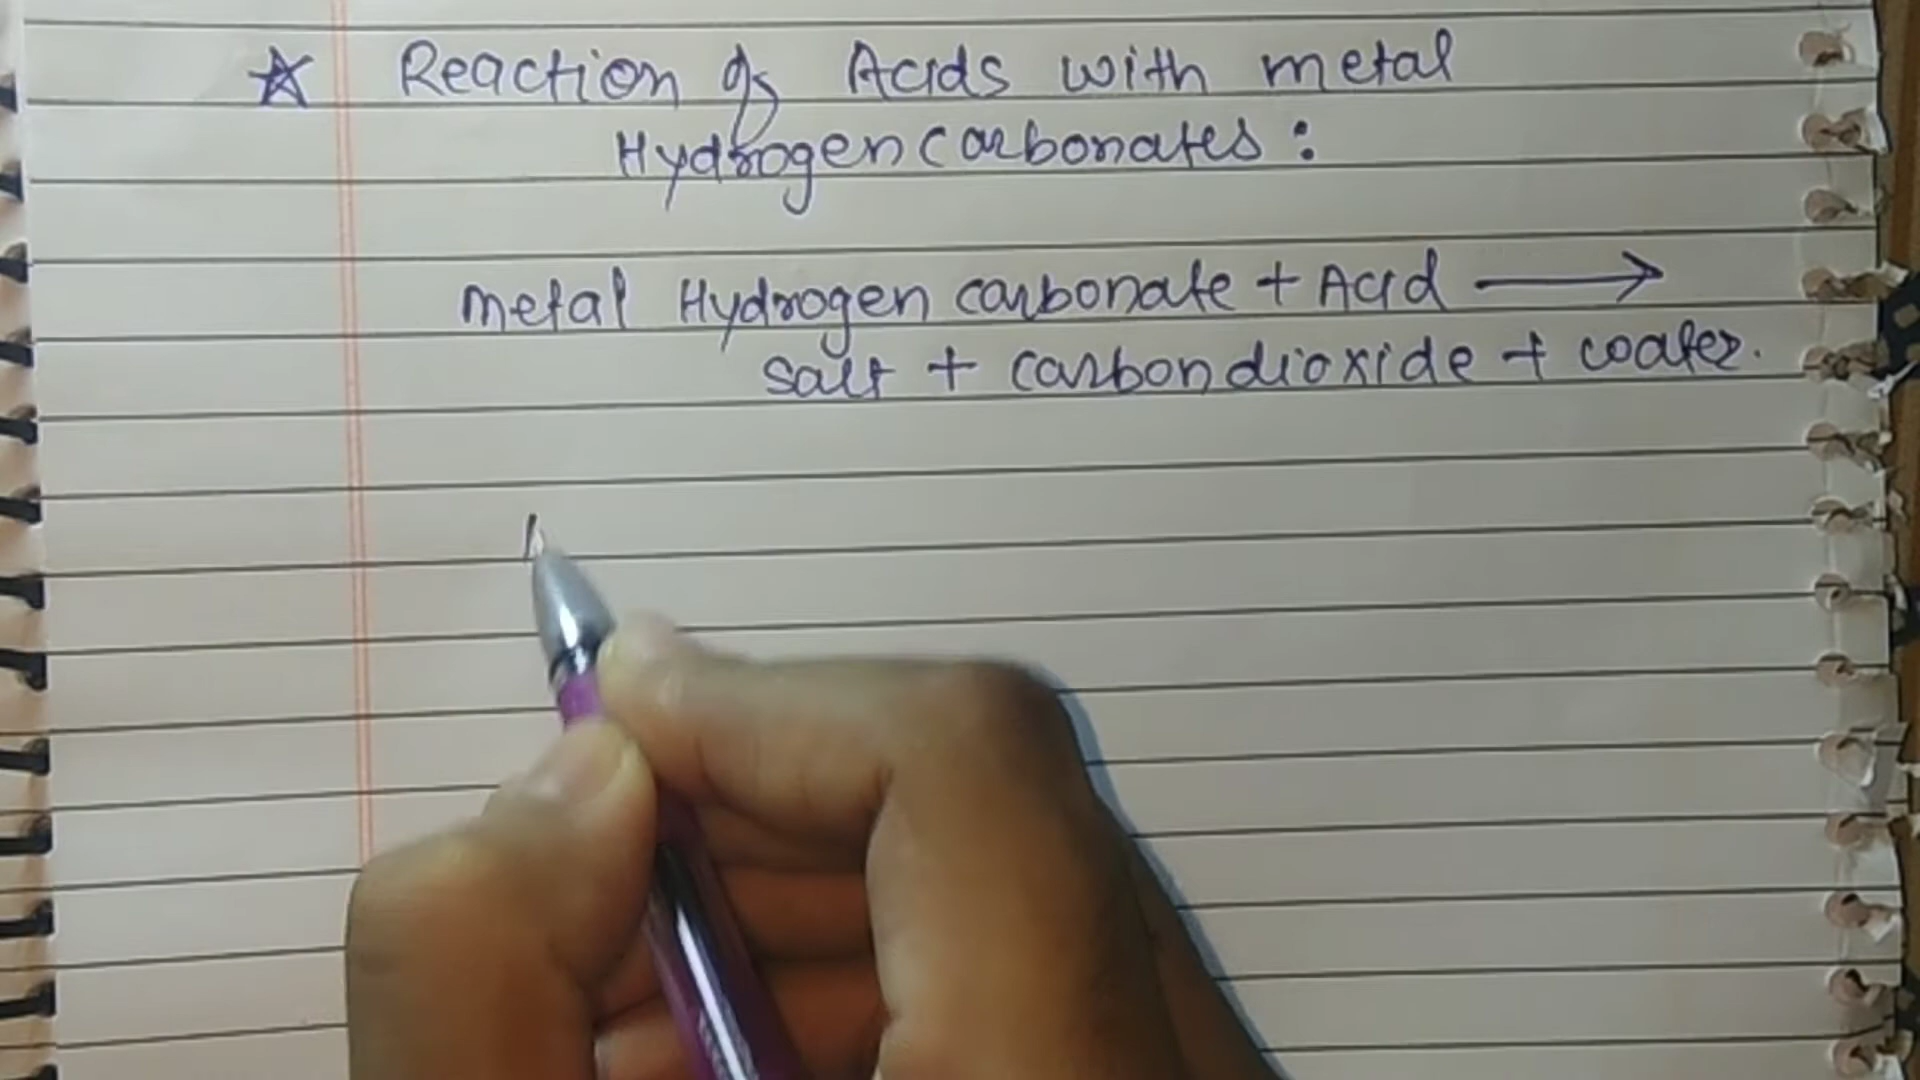 ☆ Reaction of Acids with metal
Hydrogencarbonates :
metal Hydrogen carbonate + Acid ⟶
salt + carbondioxide + water.